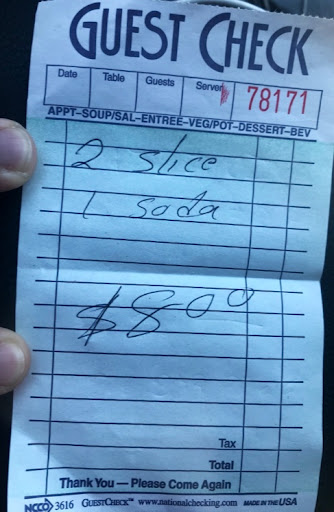 GUEST CHECK
Date Table Guests Server 78171
APPT-SOUP/SAL-ENTREE-VEG/POT-DESSERT-BEV
2 slice
1 soda
$8.00
Tax
Total
Thank You — Please Come Again
NCCO 3616 GUESTCHECK™ www.nationalchecking.com MADE IN THE USA